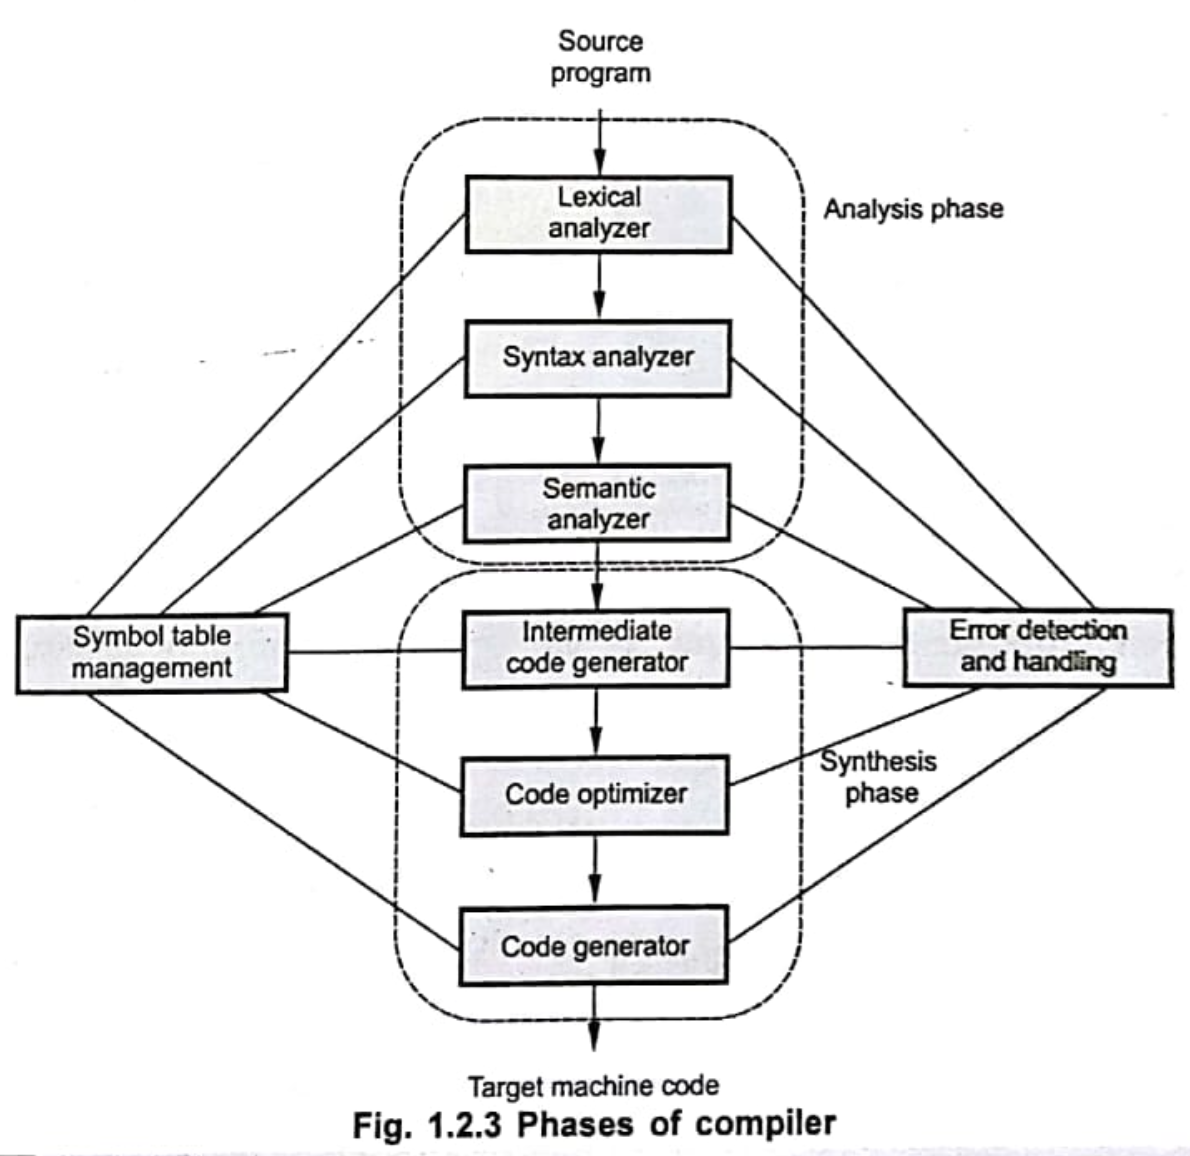 Source
program
Lexical
analyzer
Analysis phase
Syntax analyzer
Semantic
analyzer
Symbol table
management
Intermediate
code generator
Error detection
and handling
Code optimizer
Synthesis
phase
Code generator
Target machine code
Fig. 1.2.3 Phases of compiler